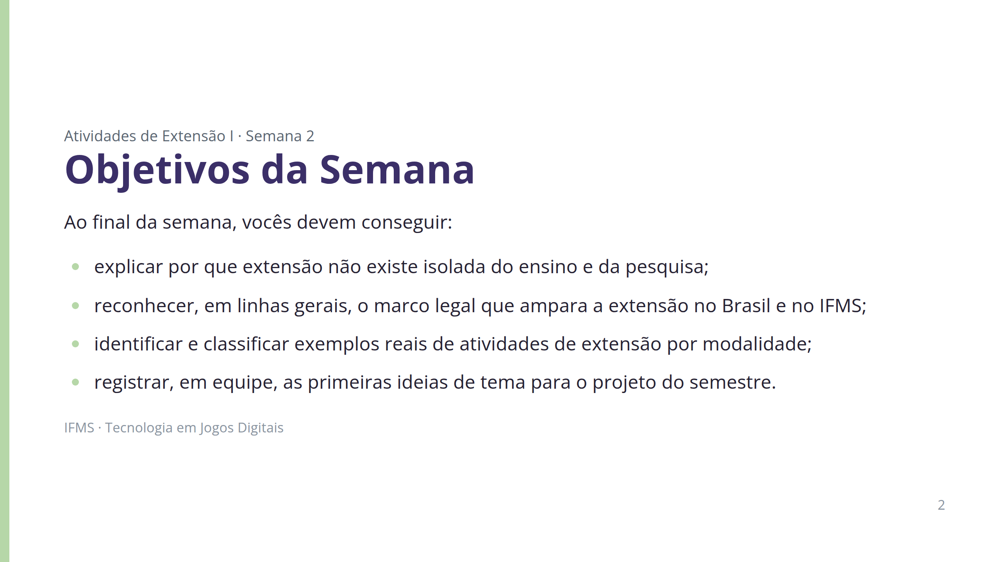 Atividades de Extensão I · Semana 2
Objetivos da Semana
Ao final da semana, vocês devem conseguir:
• explicar por que extensão não existe isolada do ensino e da pesquisa;
• reconhecer, em linhas gerais, o marco legal que ampara a extensão no Brasil e no IFMS;
• identificar e classificar exemplos reais de atividades de extensão por modalidade;
• registrar, em equipe, as primeiras ideias de tema para o projeto do semestre.
IFMS · Tecnologia em Jogos Digitais
2